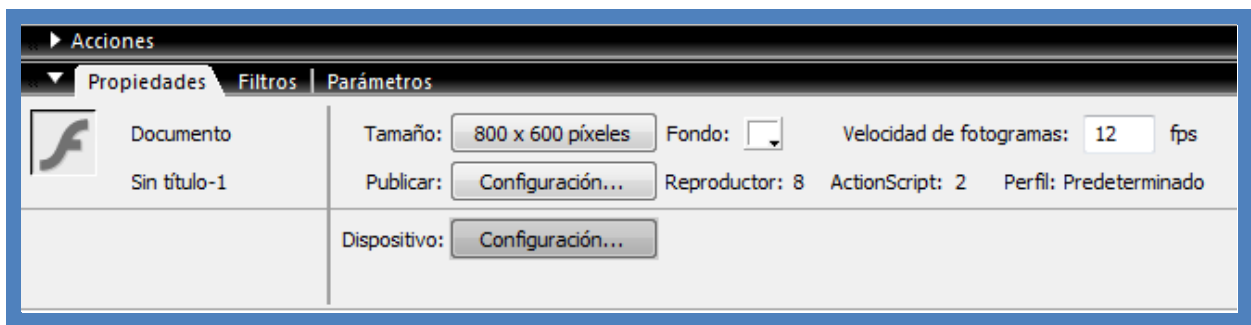 Acciones
Propiedades Filtros Parámetros
Documento Tamaño: 800 x 600 píxeles Fondo: Velocidad de fotogramas: 12 fps
Sin título-1 Publicar: Configuración... Reproductor: 8 ActionScript: 2 Perfil: Predeterminado
Dispositivo: Configuración...